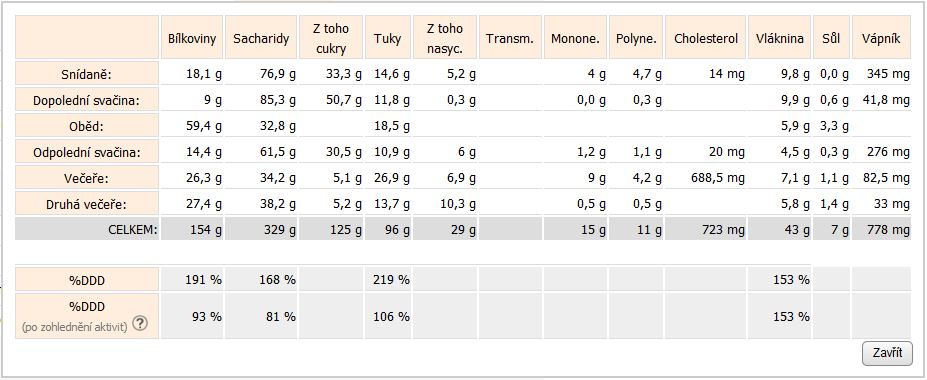 Bílkoviny Sacharidy Z toho cukry Tuky Z toho nasyc. Transm. Monone. Polyne. Cholesterol Vláknina Sůl Vápník
Snídaně: 18,1 g 76,9 g 33,3 g 14,6 g 5,2 g 4 g 4,7 g 14 mg 9,8 g 0,0 g 345 mg
Dopolední svačina: 9 g 85,3 g 50,7 g 11,8 g 0,3 g 0,0 g 0,3 g 9,9 g 0,6 g 41,8 mg
Oběd: 59,4 g 32,8 g 18,5 g 5,9 g 3,3 g
Odpolední svačina: 14,4 g 61,5 g 30,5 g 10,9 g 6 g 1,2 g 1,1 g 20 mg 4,5 g 0,3 g 276 mg
Večeře: 26,3 g 34,2 g 5,1 g 26,9 g 6,9 g 9 g 4,2 g 688,5 mg 7,1 g 1,1 g 82,5 mg
Druhá večeře: 27,4 g 38,2 g 5,2 g 13,7 g 10,3 g 0,5 g 0,5 g 5,8 g 1,4 g 33 mg
CELKEM: 154 g 329 g 125 g 96 g 29 g 15 g 11 g 723 mg 43 g 7 g 778 mg
%DDD 191 % 168 % 219 % 153 %
%DDD
(po zohlednění aktivit) ? 93 % 81 % 106 % 153 %
Zavřít